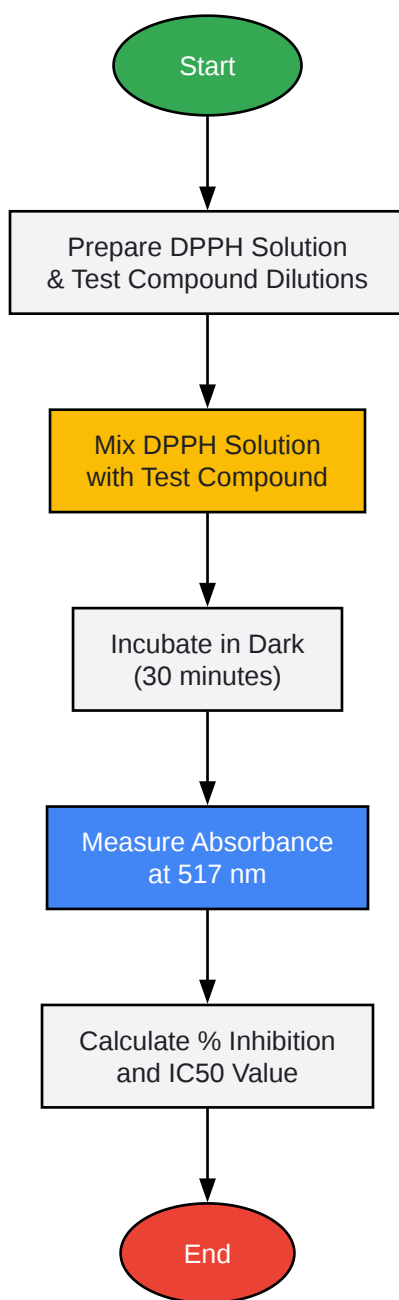 Start
Prepare DPPH Solution
& Test Compound Dilutions
Mix DPPH Solution
with Test Compound
Incubate in Dark
(30 minutes)
Measure Absorbance
at 517 nm
Calculate % Inhibition
and IC50 Value
End